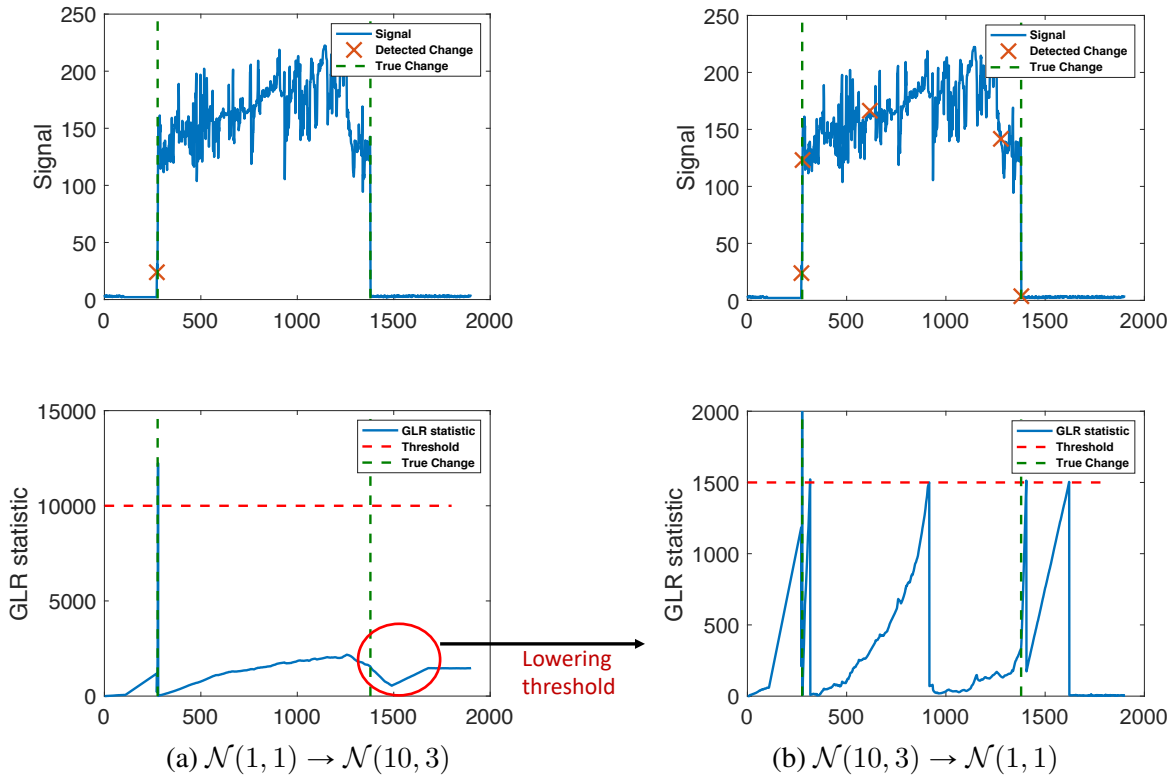 250
200
150
100
50
0
Signal
Signal
Detected Change
True Change
0 500 1000 1500 2000
250
200
150
100
50
0
Signal
Signal
Detected Change
True Change
0 500 1000 1500 2000
15000
10000
5000
0
GLR statistic
GLR statistic
Threshold
True Change
0 500 1000 1500 2000
Lowering
threshold
2000
1500
1000
500
0
GLR statistic
GLR statistic
Threshold
True Change
0 500 1000 1500 2000
(a) 𝒩(1, 1) → 𝒩(10, 3)
(b) 𝒩(10, 3) → 𝒩(1, 1)